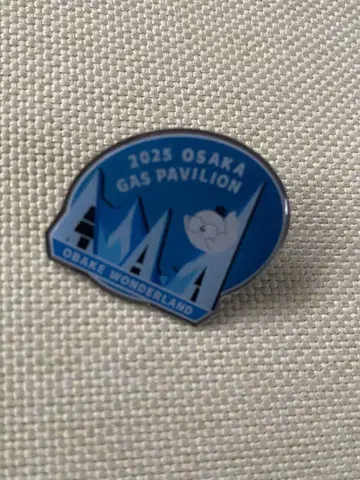 2025 OSAKA
GAS PAVILION
OBAKE WONDERLAND